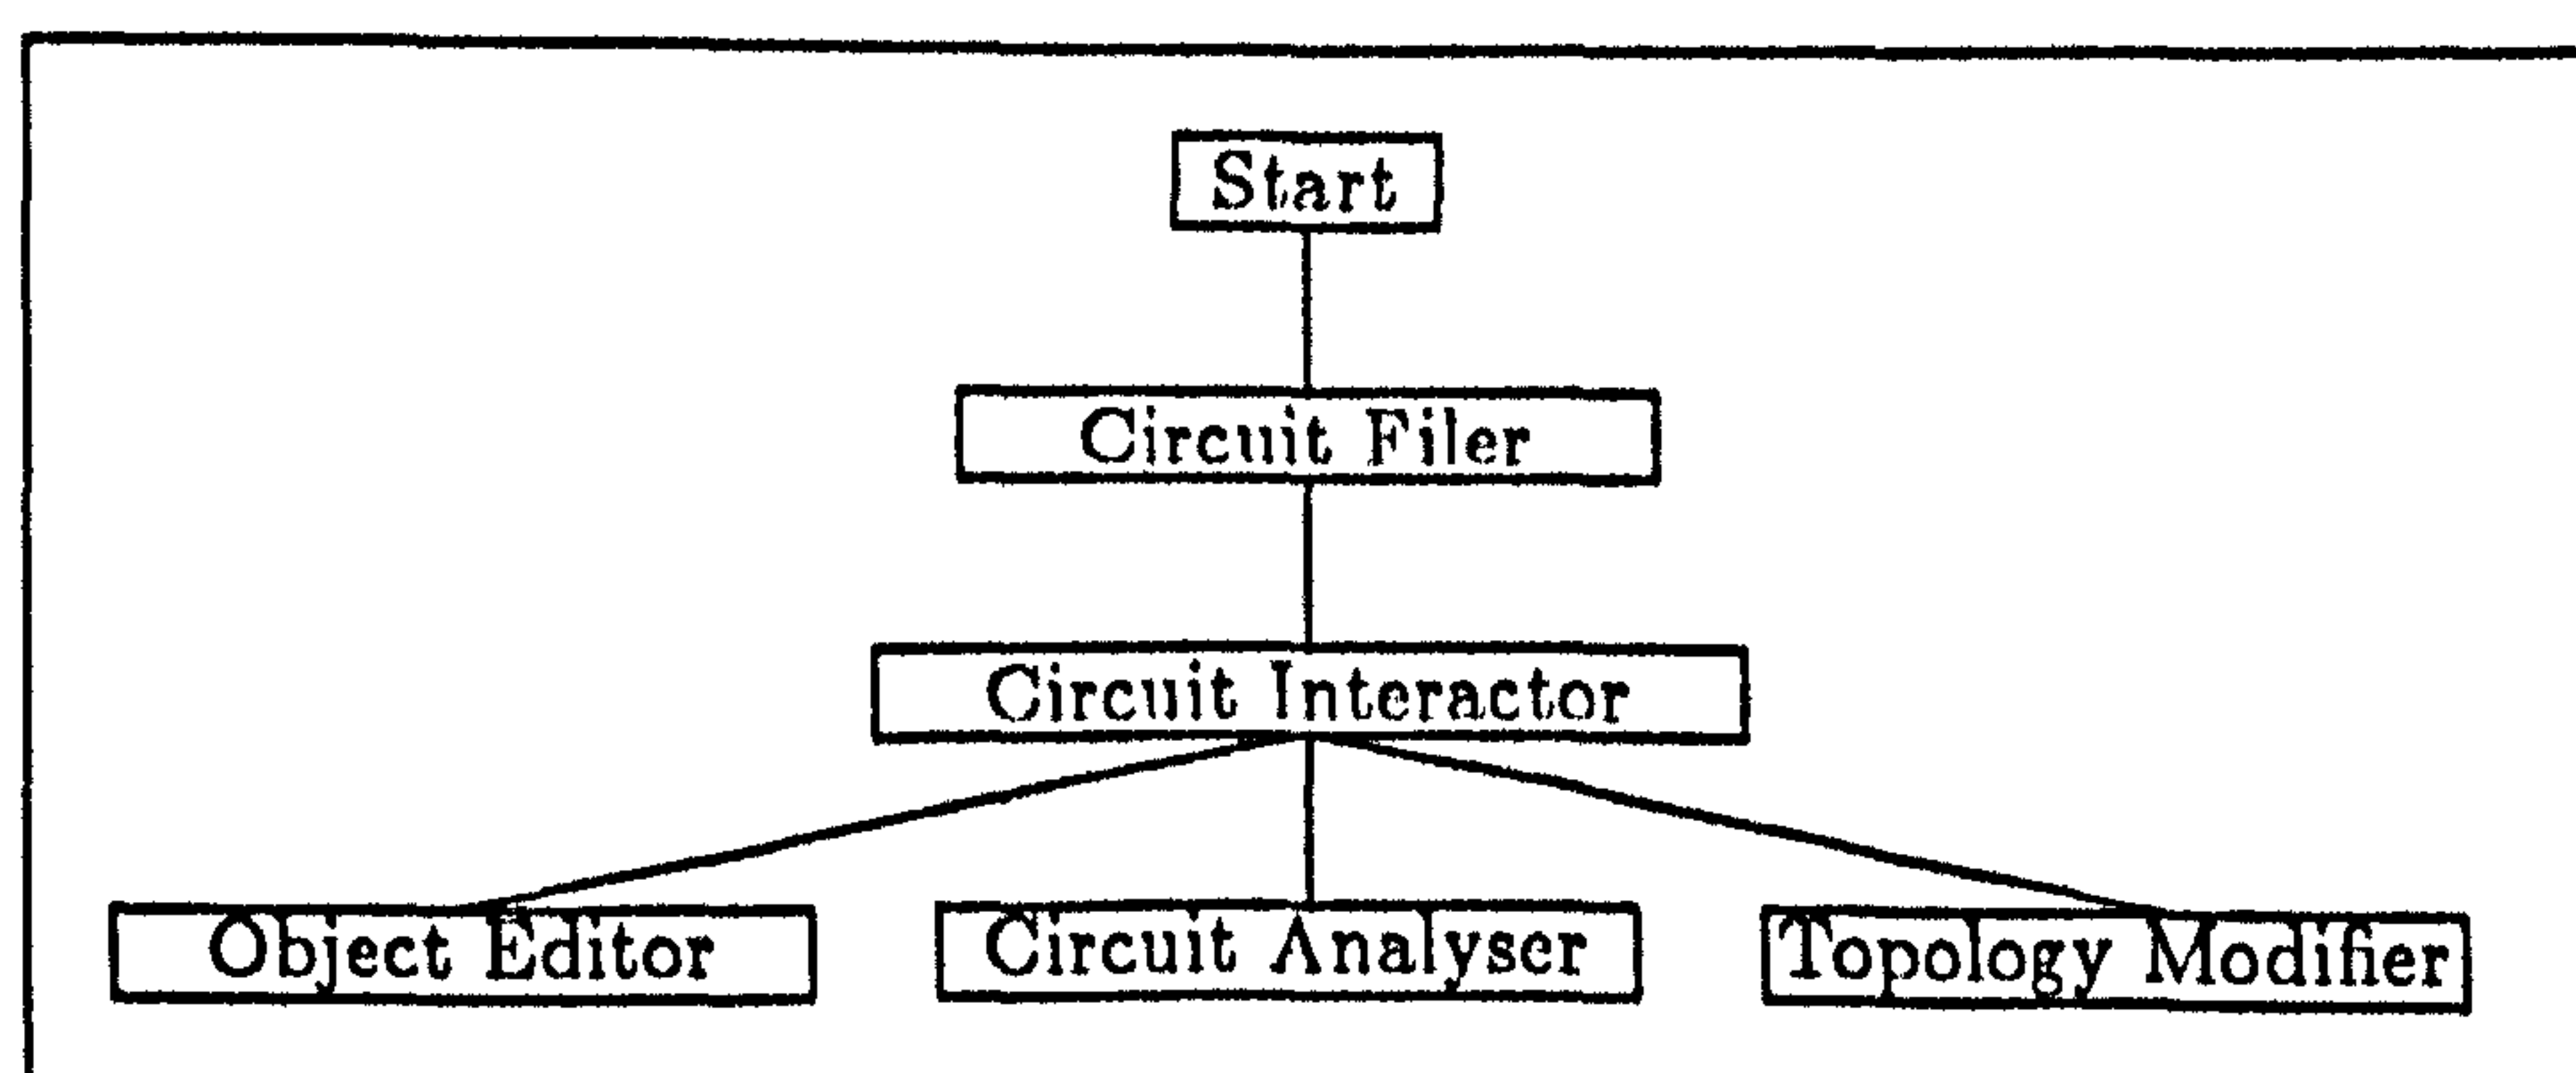 Start
Circuit Filer
Circuit Interactor
Object Editor
Circuit Analyser
Topology Modifier